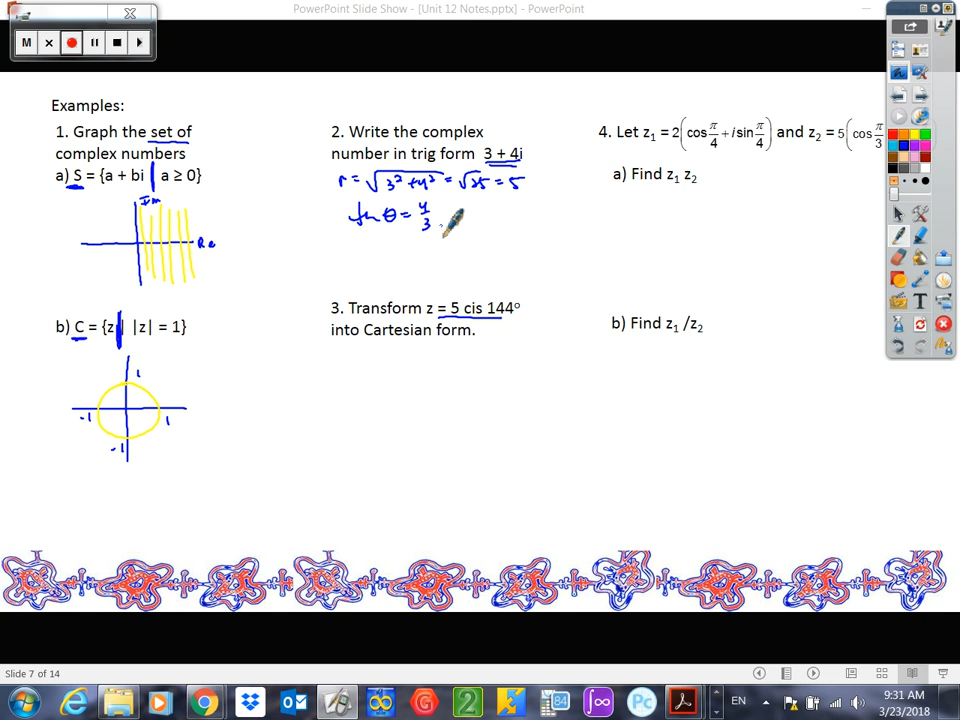 PowerPoint Slide Show - [Unit 12 Notes.pptx] - PowerPoint
M
Examples:
1. Graph the set of
complex numbers
a) S = {a + bi | a ≥ 0}
Im
Re
b) C = {z | |z| = 1}
1
-1
1
-1
2. Write the complex
number in trig form 3 + 4i
r = √3² + 4² = √25 = 5
tan θ = 4/3
3. Transform z = 5 cis 144°
into Cartesian form.
4. Let z₁ = 2(cos π/4 + i sin π/4) and z₂ = 5(cos π/3
a) Find z₁ z₂
b) Find z₁ /z₂
T
Slide 7 of 14
EN
9:31 AM
3/23/2018